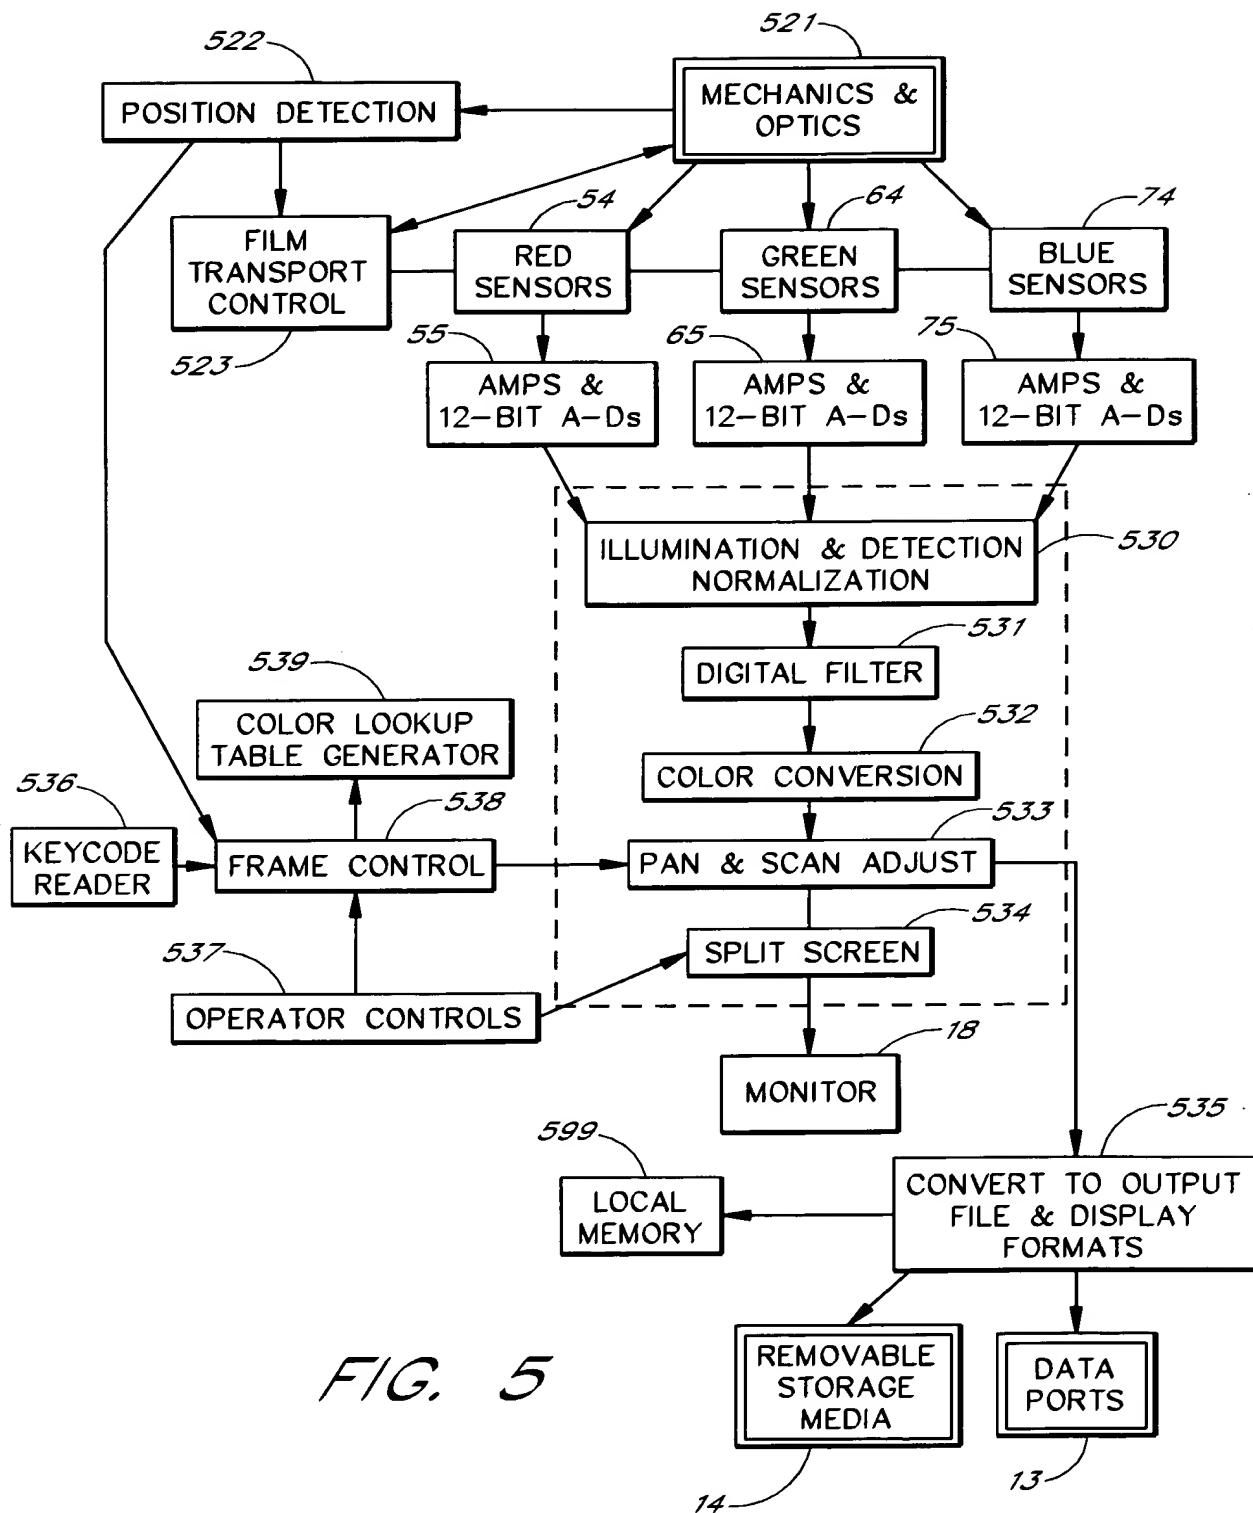 522
521
POSITION DETECTION
MECHANICS &
OPTICS
54
64
74
FILM
TRANSPORT
CONTROL
RED
SENSORS
GREEN
SENSORS
BLUE
SENSORS
523
55
65
75
AMPS &
12-BIT A-Ds
AMPS &
12-BIT A-Ds
AMPS &
12-BIT A-Ds
ILLUMINATION & DETECTION
NORMALIZATION
530
531
DIGITAL FILTER
539
COLOR LOOKUP
TABLE GENERATOR
532
COLOR CONVERSION
536
538
533
KEYCODE
READER
FRAME CONTROL
PAN & SCAN ADJUST
534
537
SPLIT SCREEN
OPERATOR CONTROLS
18
MONITOR
535
599
LOCAL
MEMORY
CONVERT TO OUTPUT
FILE & DISPLAY
FORMATS
REMOVABLE
STORAGE
MEDIA
DATA
PORTS
FIG. 5
14
13